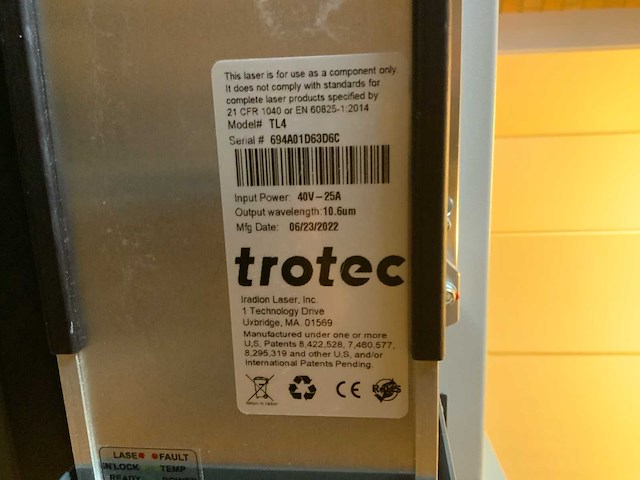 This laser is for use as a component only.
It does not comply with standards for
complete laser products specified by
21 CFR 1040 or EN 60825-1:2014
Model# TL4
Serial # 694A01D63D6C
Input Power: 40V-25A
Output wavelength: 10.6um
Mfg Date: 06/23/2022
trotec
Iradion Laser, Inc.
1 Technology Drive
Uxbridge, MA. 01569
Manufactured under one or more
U,S, Patents 8,422,528, 7,460,577,
8,295,319 and other U.S, and/or
International Patents Pending.
CE RoHS
LASE FAULT
LOCK TEMP
READY